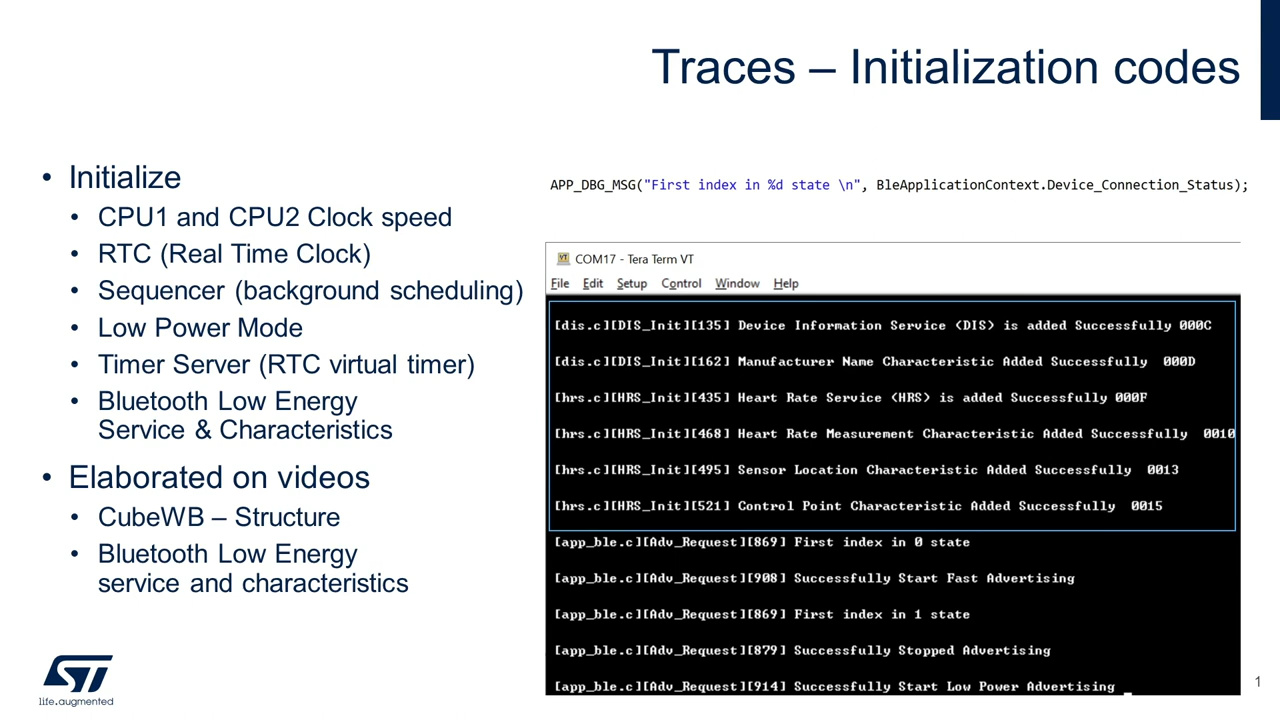 Traces – Initialization codes
• Initialize
• CPU1 and CPU2 Clock speed
• RTC (Real Time Clock)
• Sequencer (background scheduling)
• Low Power Mode
• Timer Server (RTC virtual timer)
• Bluetooth Low Energy
Service & Characteristics
• Elaborated on videos
• CubeWB – Structure
• Bluetooth Low Energy
service and characteristics
APP_DBG_MSG("First index in %d state \n", BleApplicationContext.Device_Connection_Status);
COM17 - Tera Term VT
File Edit Setup Control Window Help
[dis.c][DIS_Init][135] Device Information Service (DIS) is added Successfully 000C
[dis.c][DIS_Init][162] Manufacturer Name Characteristic Added Successfully  000D
[hrs.c][HRS_Init][435] Heart Rate Service (HRS) is added Successfully 000F
[hrs.c][HRS_Init][468] Heart Rate Measurement Characteristic Added Successfully  0010
[hrs.c][HRS_Init][495] Sensor Location Characteristic Added Successfully  0013
[hrs.c][HRS_Init][521] Control Point Characteristic Added Successfully  0015
[app_ble.c][Adv_Request][869] First index in 0 state
[app_ble.c][Adv_Request][908] Successfully Start Fast Advertising
[app_ble.c][Adv_Request][869] First index in 1 state
[app_ble.c][Adv_Request][879] Successfully Stopped Advertising
[app_ble.c][Adv_Request][914] Successfully Start Low Power Advertising
ST
life.augmented
1